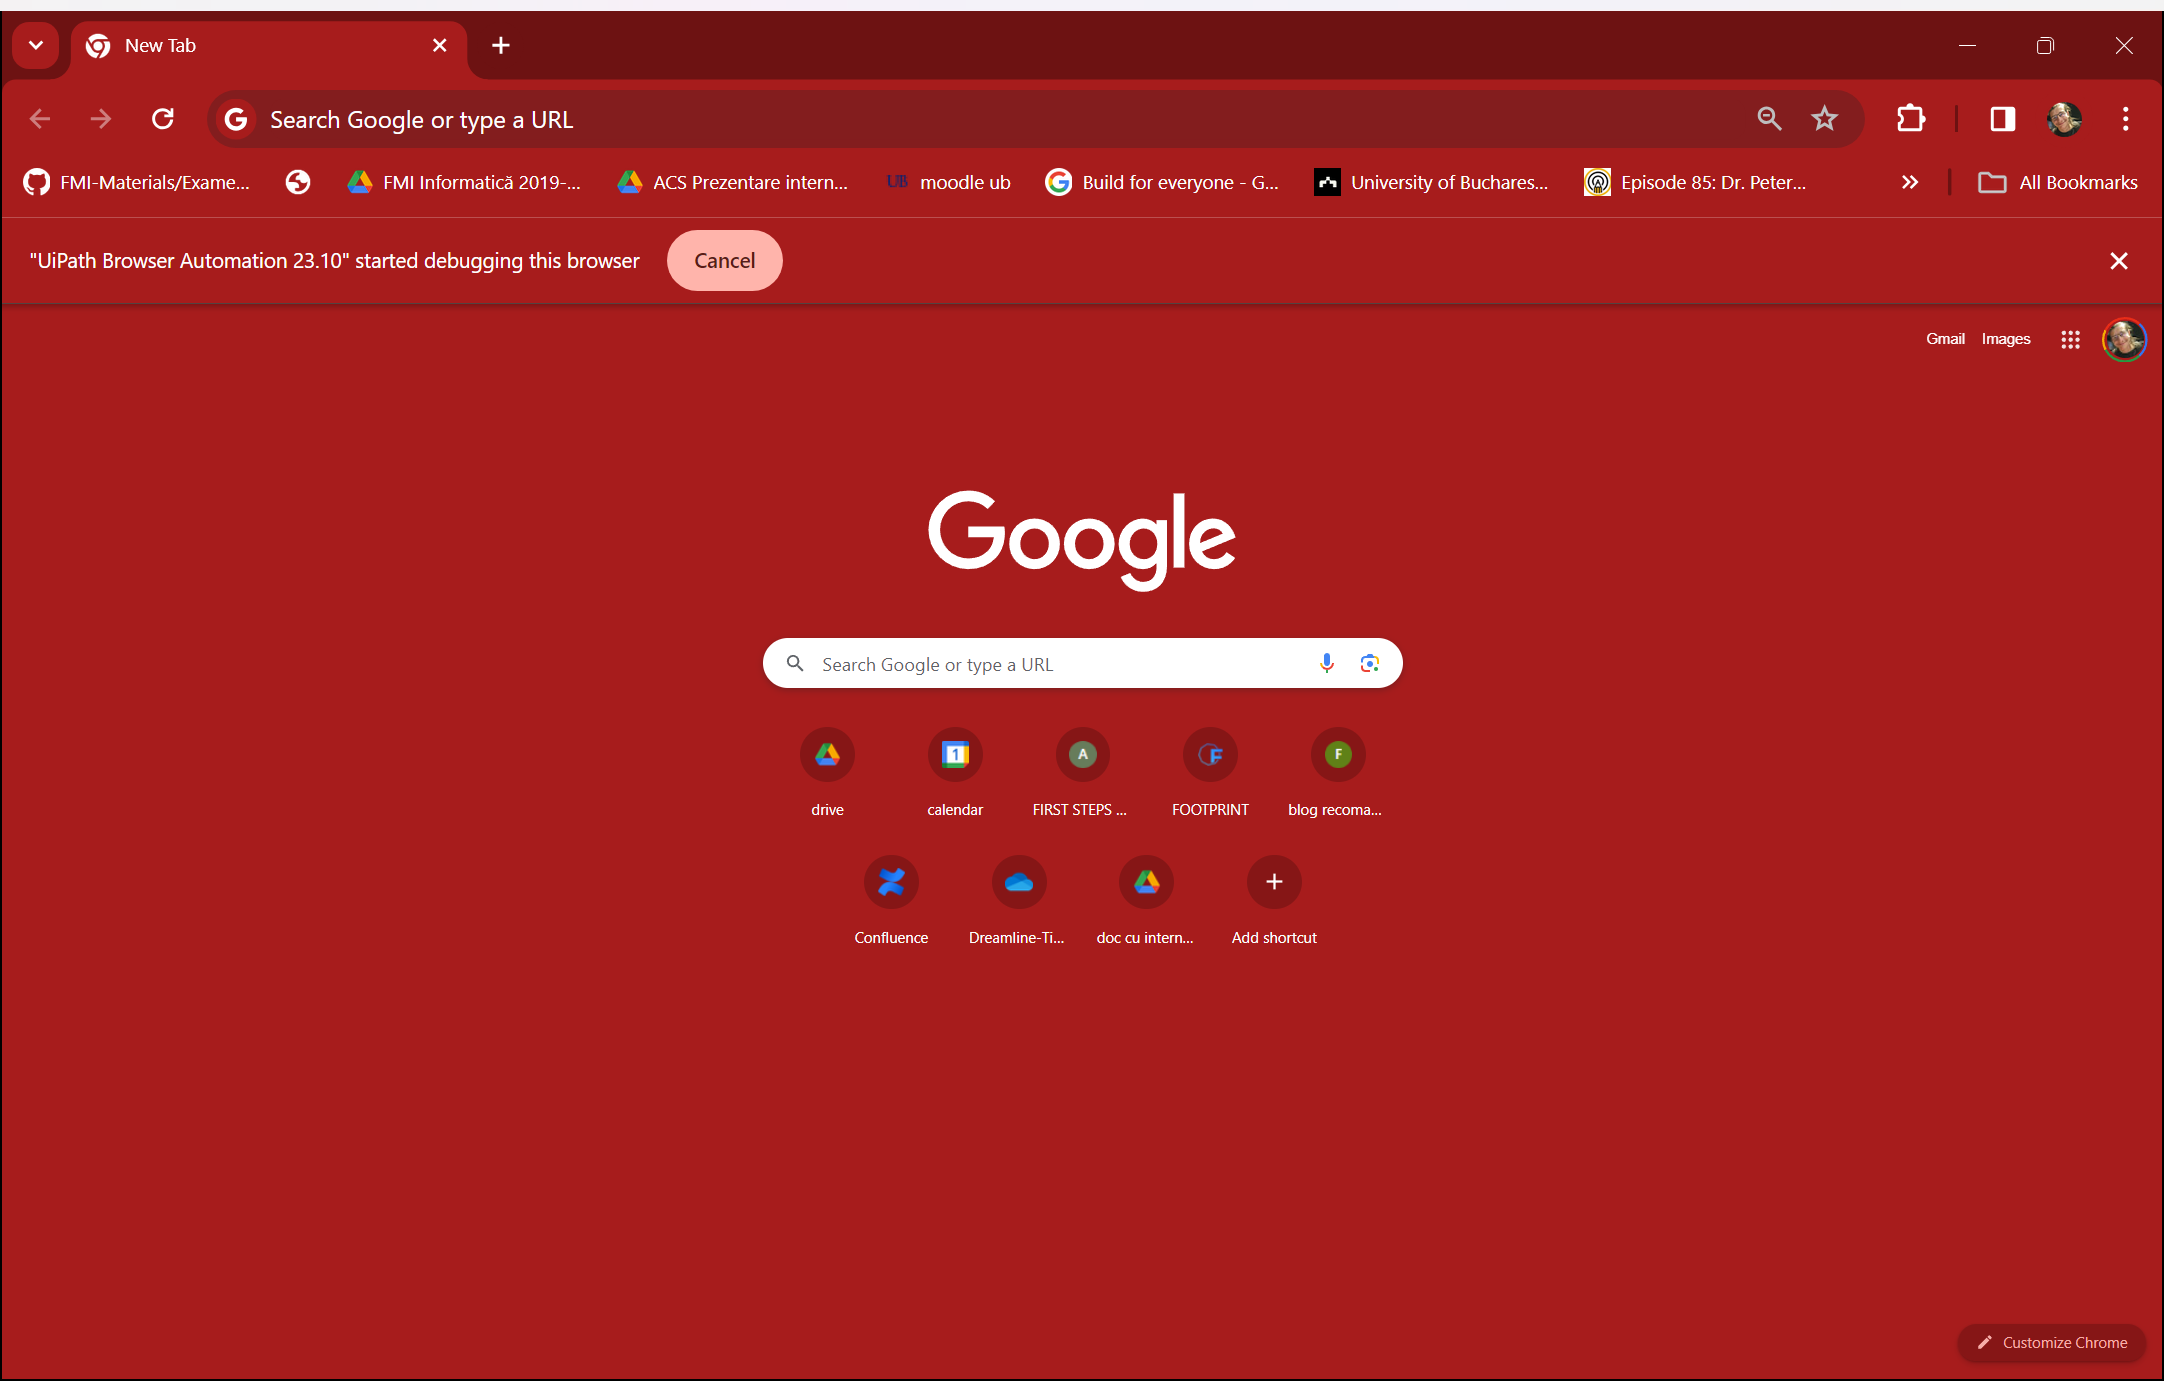 New Tab
Search Google or type a URL
FMI-Materials/Exame...
FMI Informatică 2019-...
ACS Prezentare intern...
UB moodle ub
Build for everyone - G...
University of Buchares...
Episode 85: Dr. Peter...
All Bookmarks
"UiPath Browser Automation 23.10" started debugging this browser
Cancel
Gmail Images
Google
Search Google or type a URL
1 A F F
drive calendar FIRST STEPS ... FOOTPRINT blog recoma...
Confluence Dreamline-Ti... doc cu intern... Add shortcut
Customize Chrome